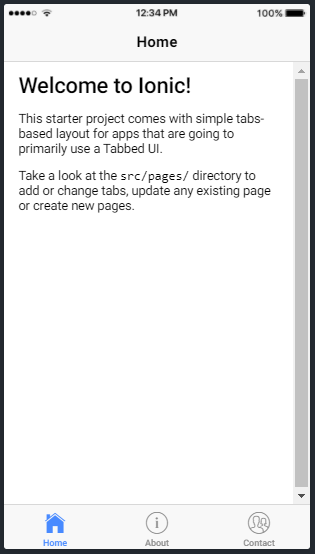 12:34 PM 100%
Home
Welcome to Ionic!
This starter project comes with simple tabs-
based layout for apps that are going to
primarily use a Tabbed UI.
Take a look at the src/pages/ directory to
add or change tabs, update any existing page
or create new pages.
Home About Contact